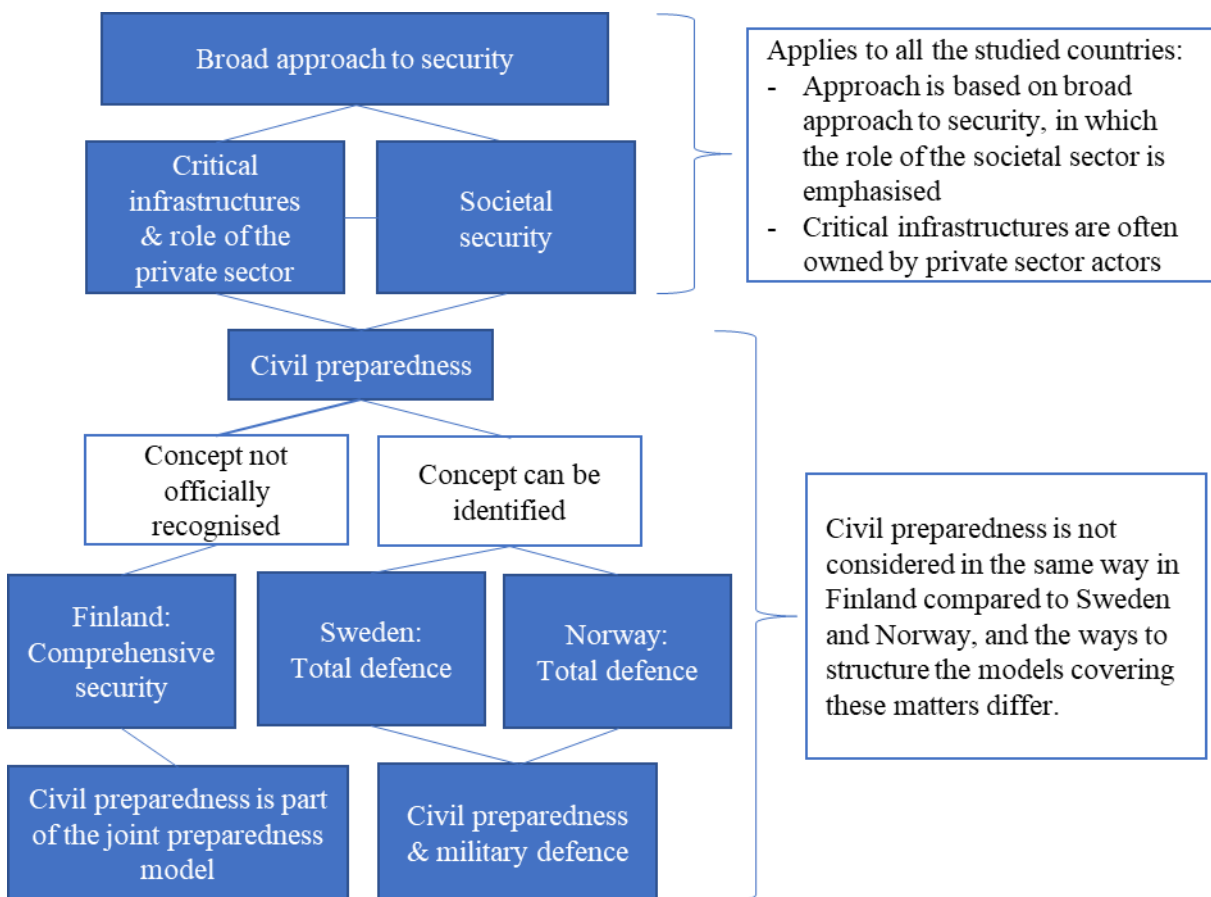 Broad approach to security
Applies to all the studied countries:
- Approach is based on broad
approach to security, in which
the role of the societal sector is
emphasised
- Critical infrastructures are often
owned by private sector actors
Critical
infrastructures
& role of the
private sector
Societal
security
Civil preparedness
Concept not
officially
recognised
Concept can be
identified
Civil preparedness is not
considered in the same way in
Finland compared to Sweden
and Norway, and the ways to
structure the models covering
these matters differ.
Finland:
Comprehensive
security
Sweden:
Total defence
Norway:
Total defence
Civil preparedness is part
of the joint preparedness
model
Civil preparedness
& military defence